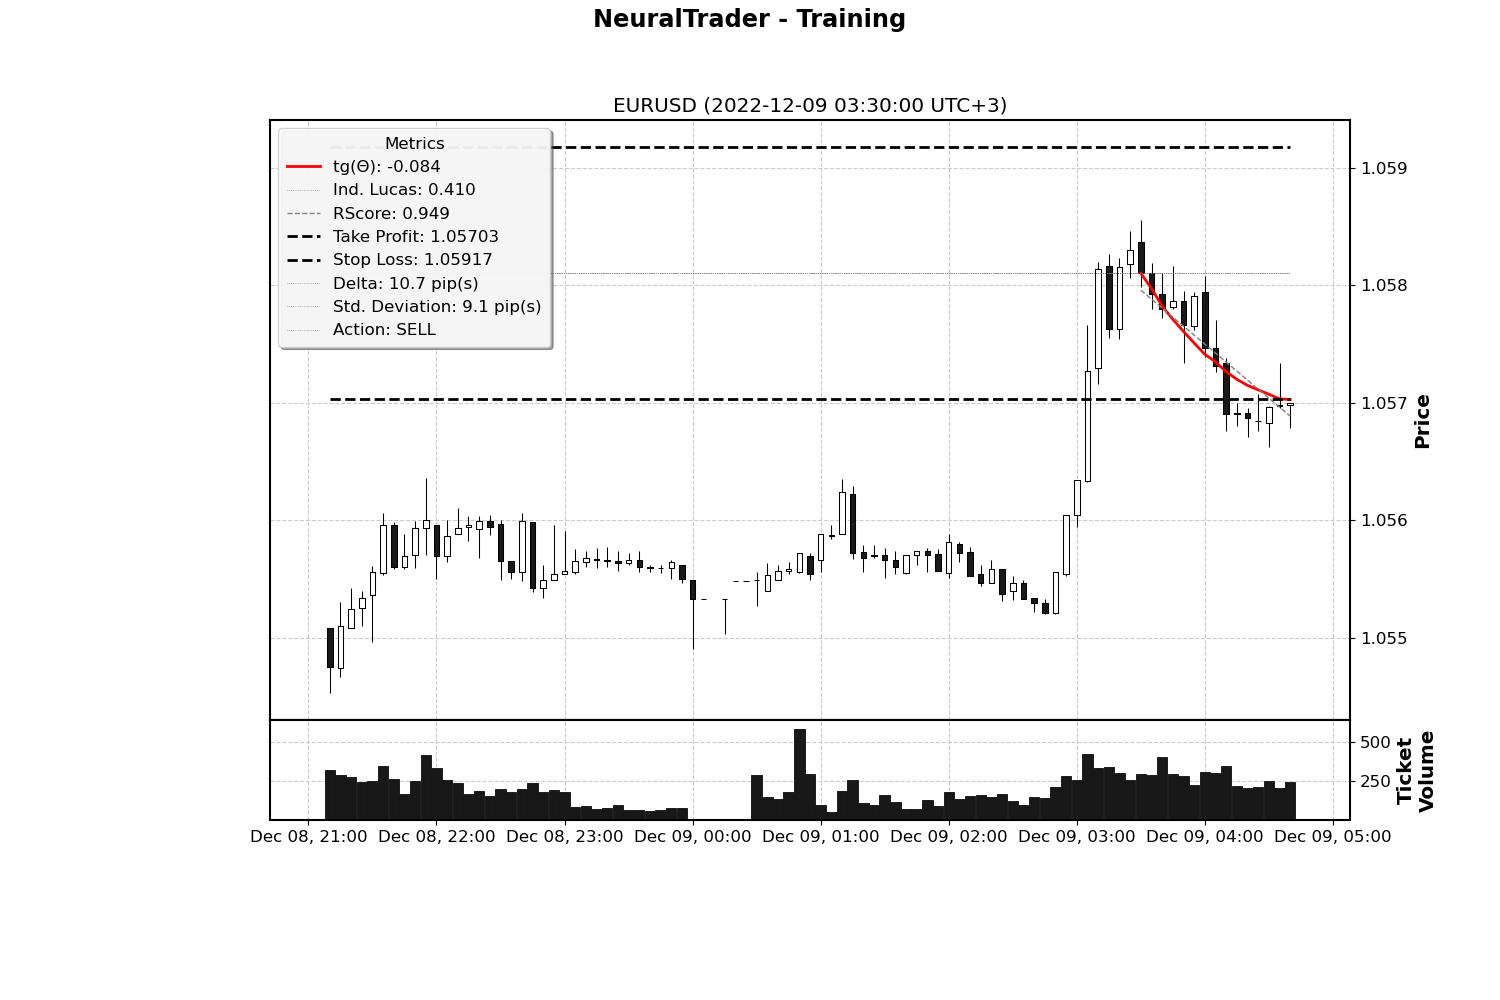 NeuralTrader - Training
EURUSD (2022-12-09 03:30:00 UTC+3)
Metrics
tg(Θ): -0.084
Ind. Lucas: 0.410
RScore: 0.949
Take Profit: 1.05703
Stop Loss: 1.05917
Delta: 10.7 pip(s)
Std. Deviation: 9.1 pip(s)
Action: SELL
1.059
1.058
1.057
1.056
1.055
Price
500
250
Ticket
Volume
Dec 08, 21:00 Dec 08, 22:00 Dec 08, 23:00 Dec 09, 00:00 Dec 09, 01:00 Dec 09, 02:00 Dec 09, 03:00 Dec 09, 04:00 Dec 09, 05:00